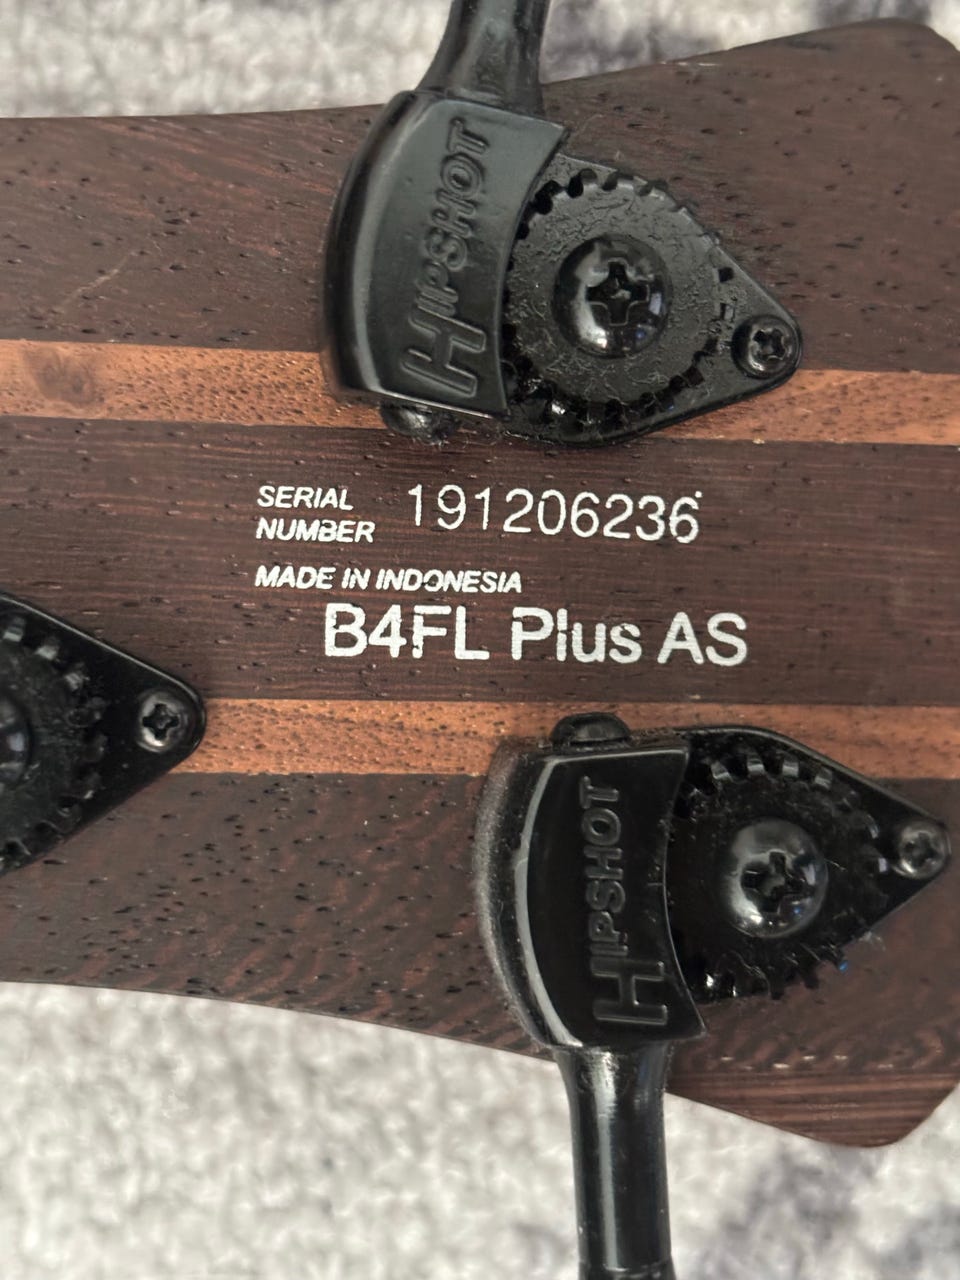 HIPSHOT
SERIAL NUMBER 191206236
MADE IN INDONESIA
B4FL Plus AS
HIPSHOT